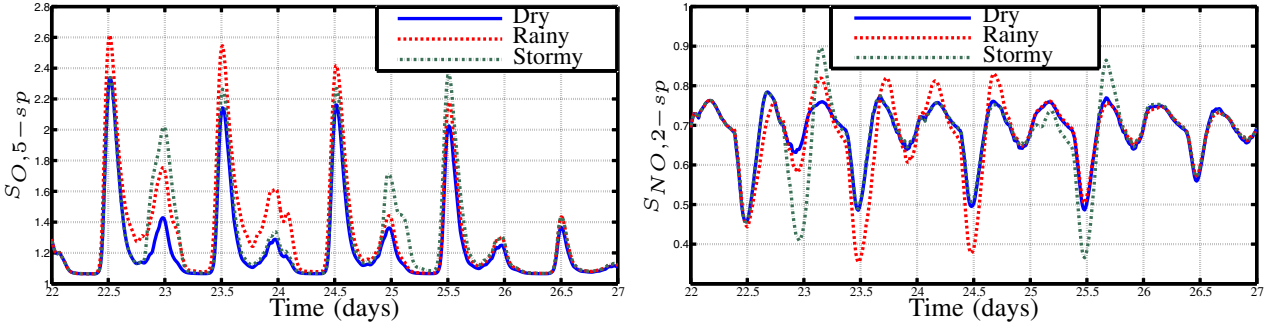 Dry
Rainy
Stormy
2.8
2.6
2.4
2.2
2
1.8
1.6
1.4
1.2
1
S_{O,5-sp}
22 22.5 23 23.5 24 24.5 25 25.5 26 26.5 27
Time (days)
Dry
Rainy
Stormy
1
0.9
0.8
0.7
0.6
0.5
0.4
S_{NO,2-sp}
22 22.5 23 23.5 24 24.5 25 25.5 26 26.5 27
Time (days)